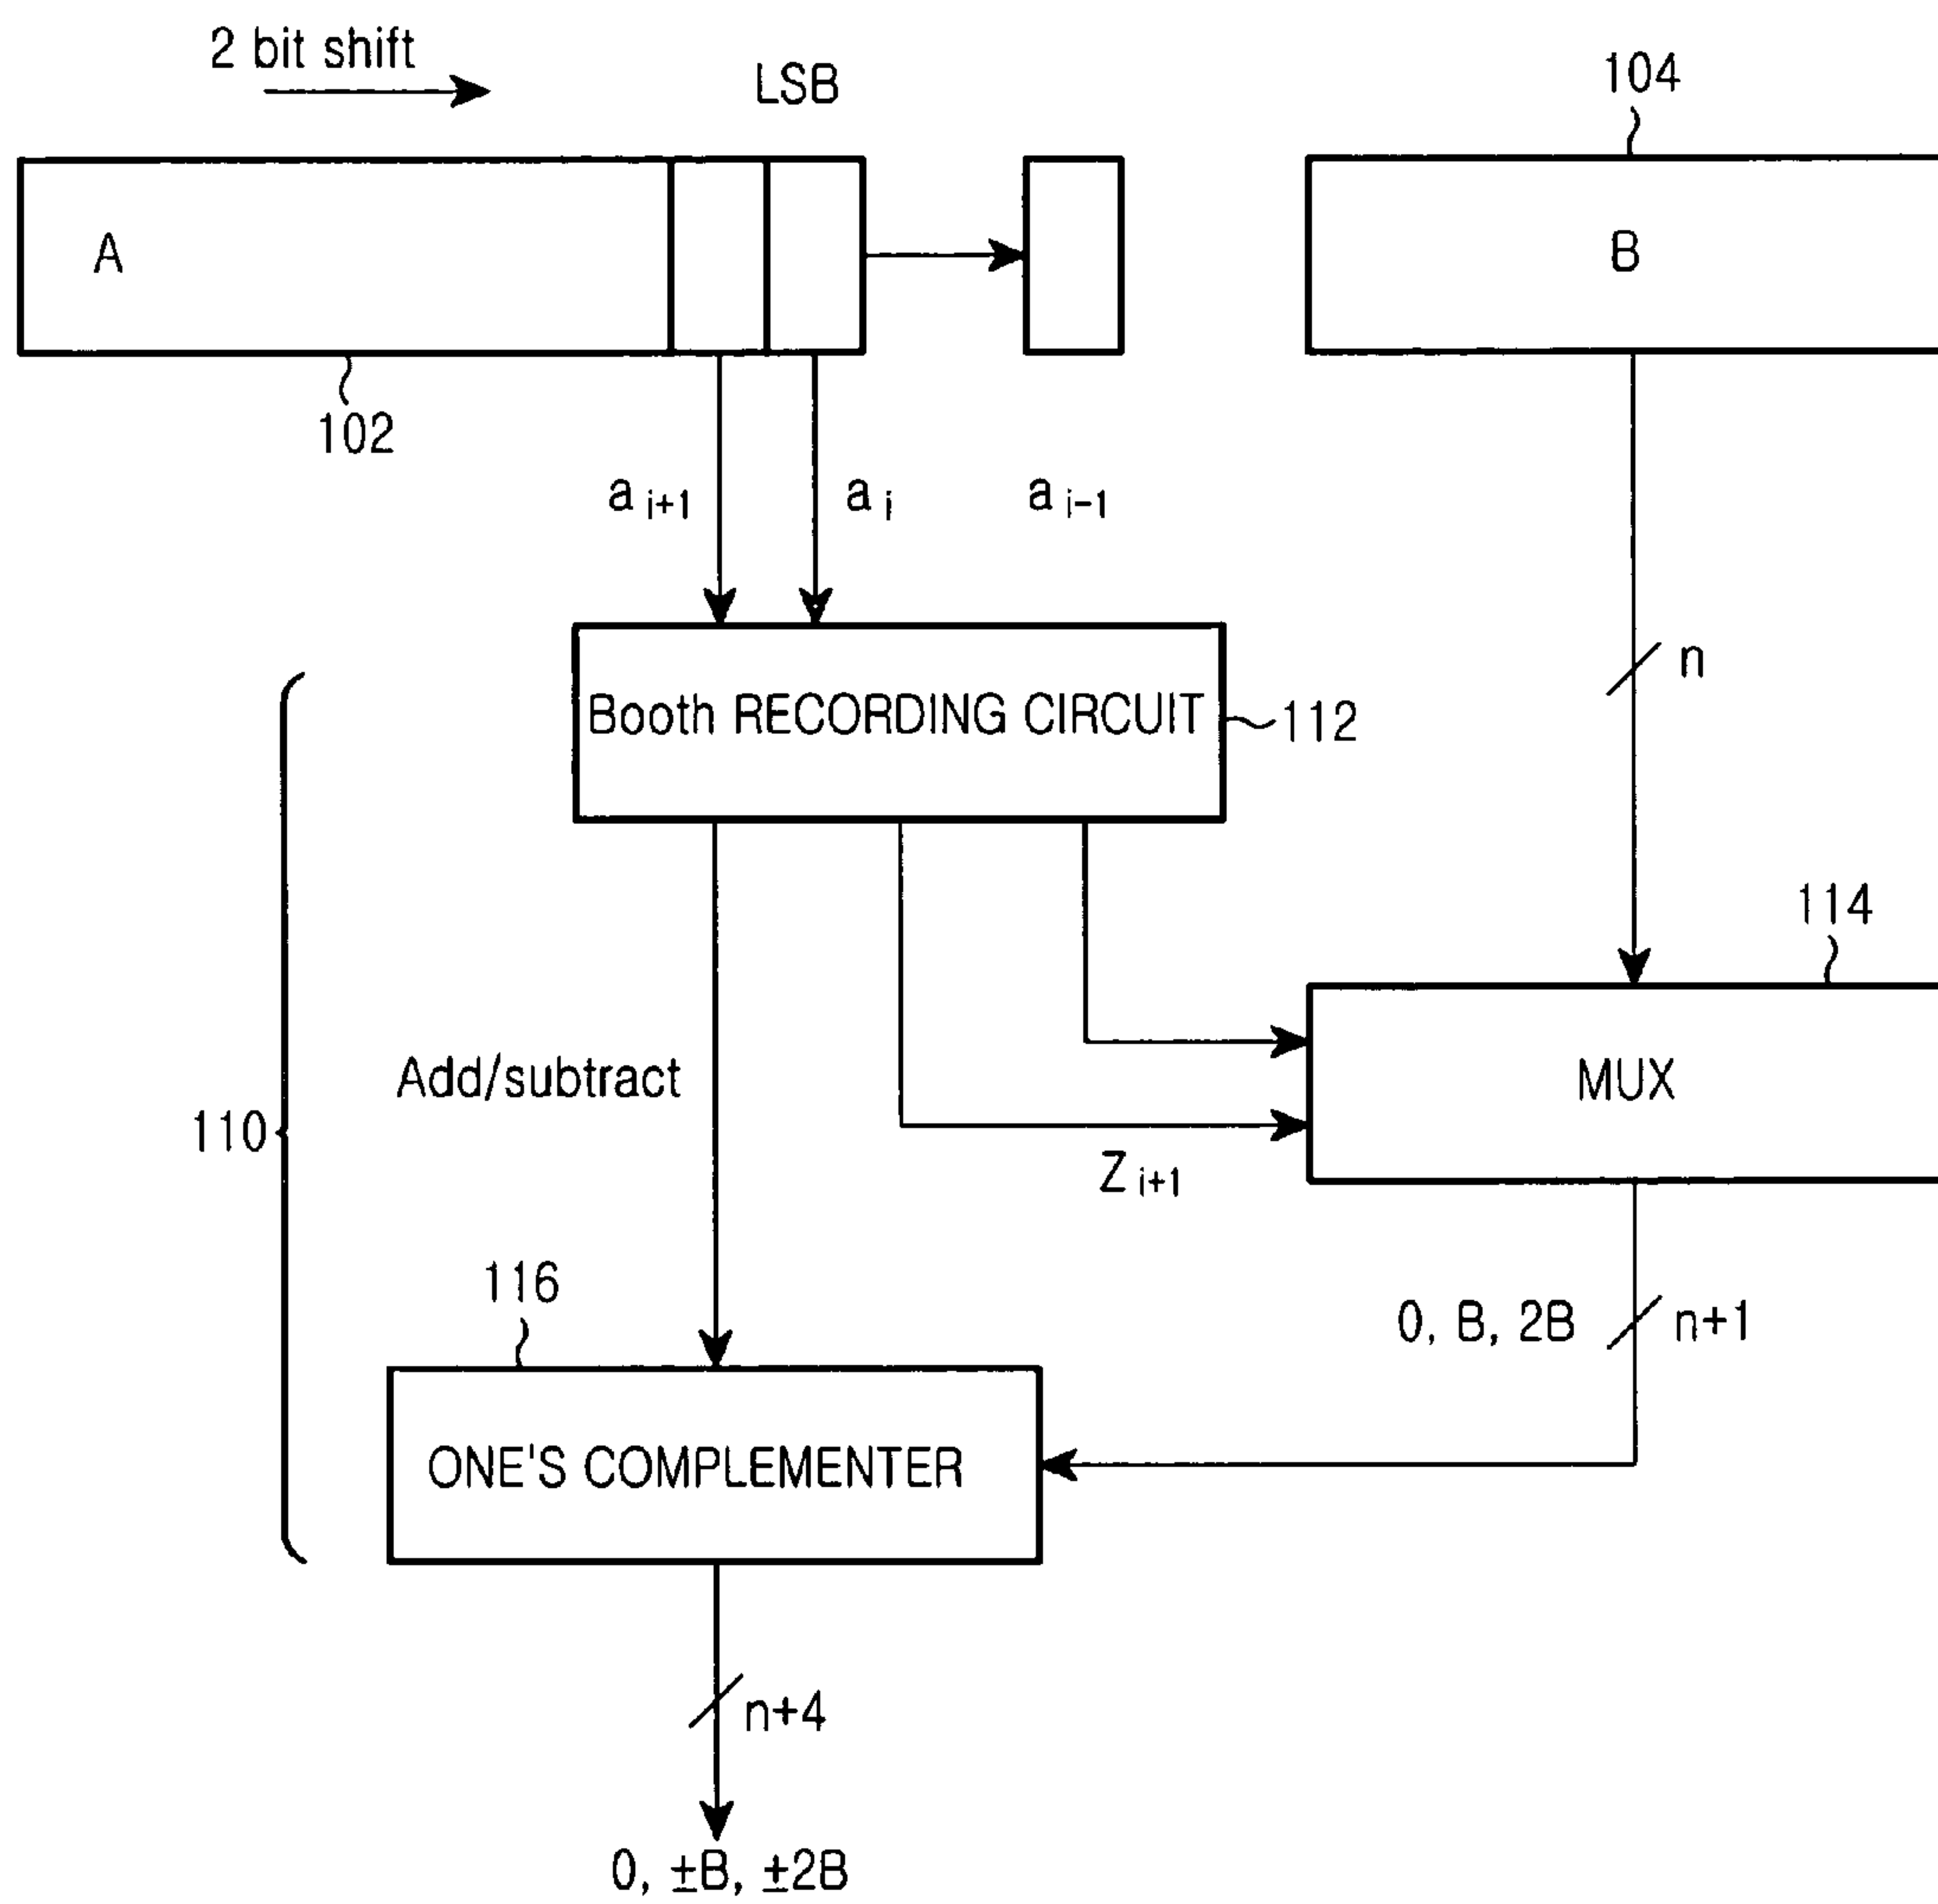 2 bit shift
LSB
104
A
B
102
a i+1
a i
a i-1
n
Booth RECORDING CIRCUIT
112
114
Add/subtract
MUX
110
Z i+1
116
0, B, 2B
n+1
ONE'S COMPLEMENTER
n+4
0, ±B, ±2B